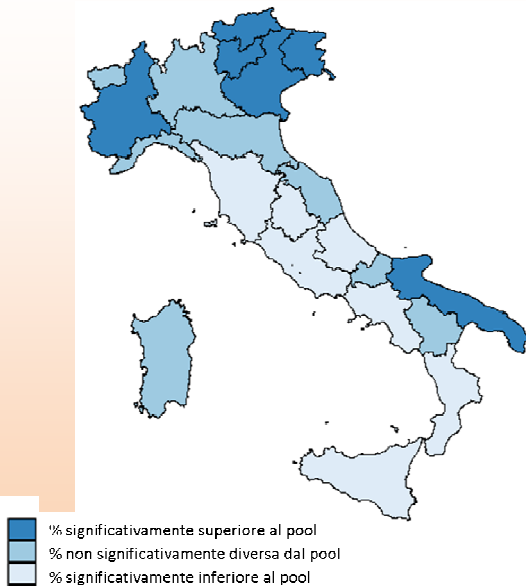 % significativamente superiore al pool
% non significativamente diversa dal pool
% significativamente inferiore al pool